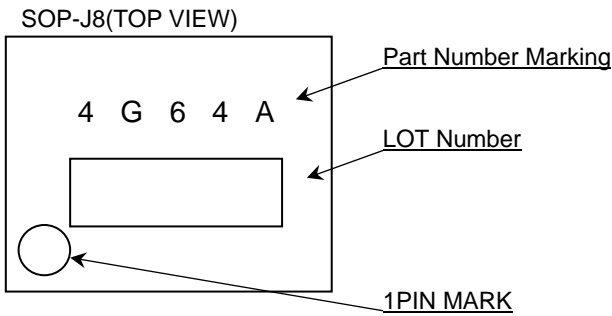 SOP-J8(TOP VIEW)
Part Number Marking
4 G 6 4 A
LOT Number
1PIN MARK